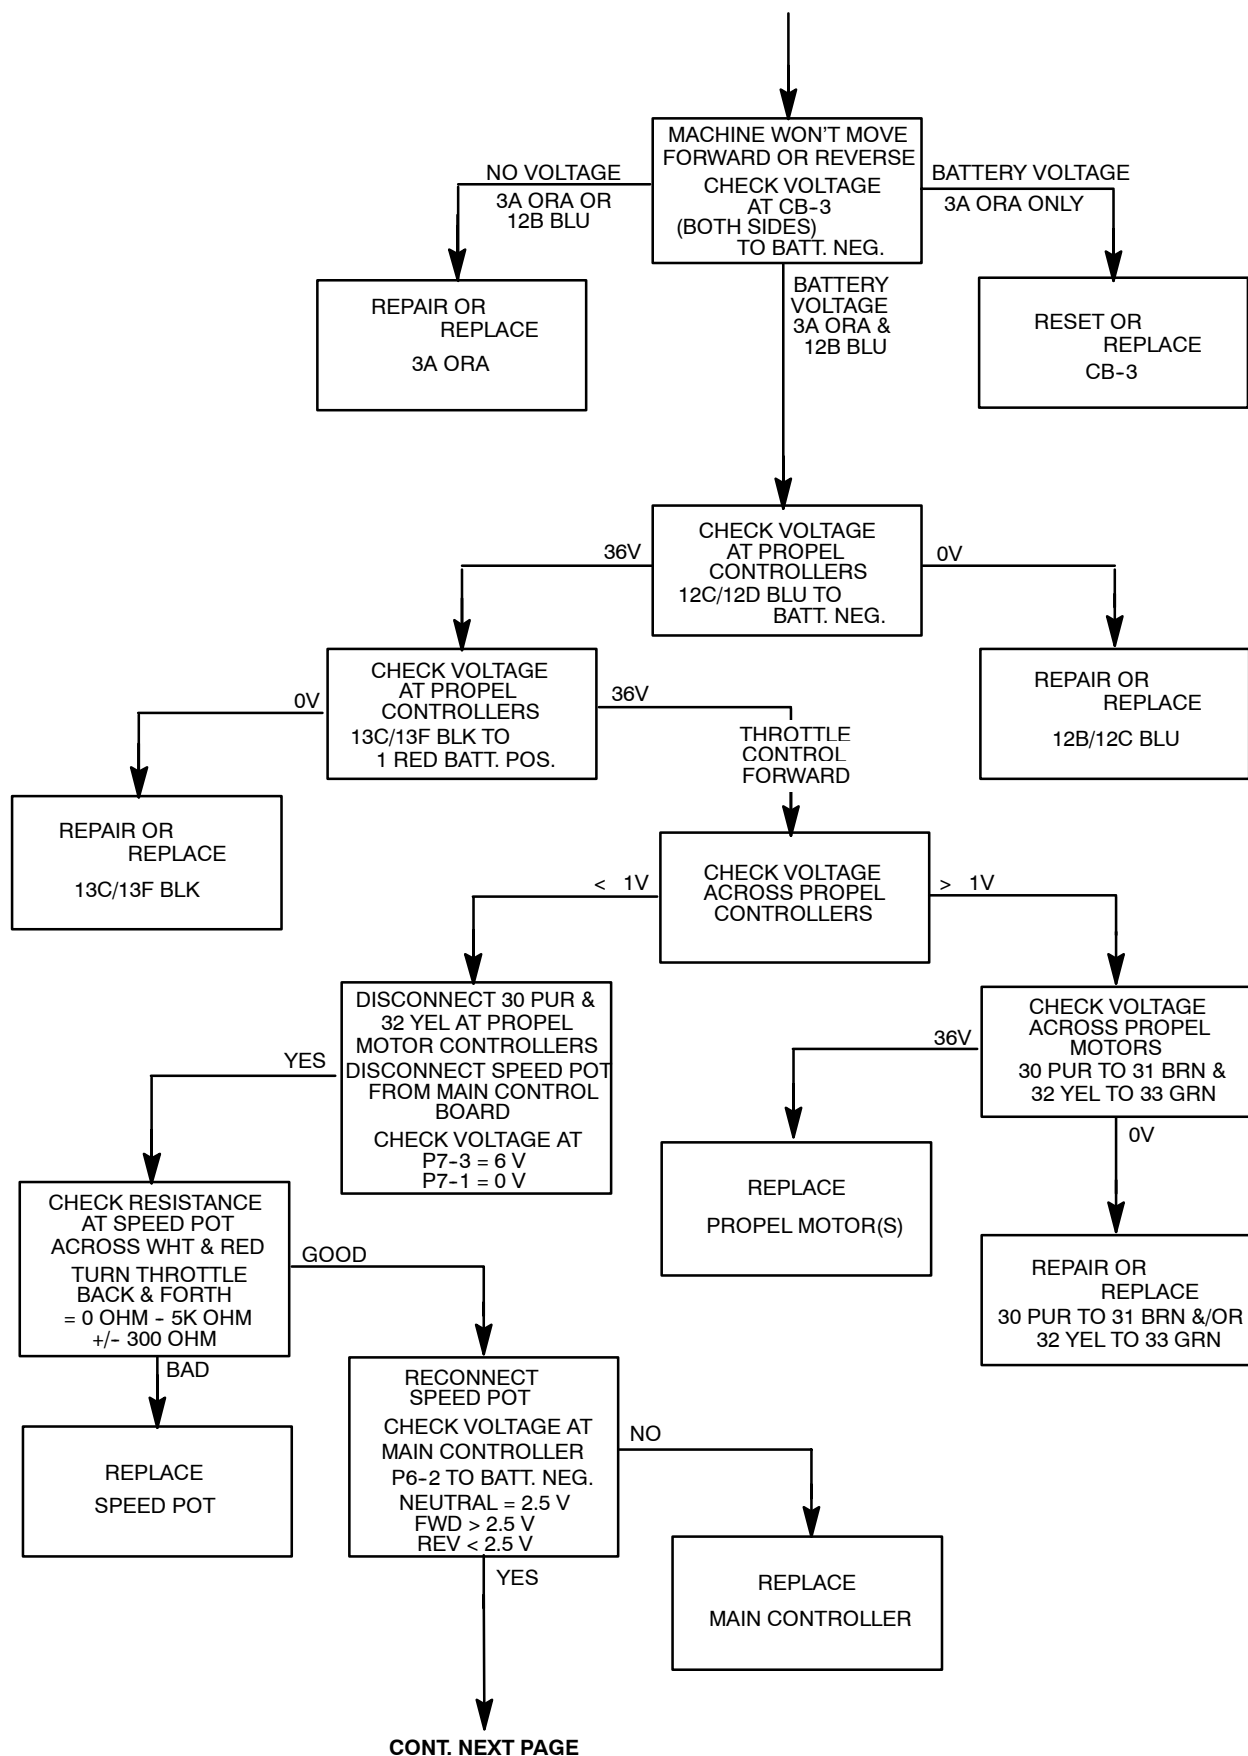 MACHINE WON'T MOVE
FORWARD OR REVERSE
CHECK VOLTAGE
AT CB-3
(BOTH SIDES)
TO BATT. NEG.
NO VOLTAGE
3A ORA OR
12B BLU
BATTERY VOLTAGE
3A ORA ONLY
REPAIR OR
REPLACE
3A ORA
BATTERY
VOLTAGE
3A ORA &
12B BLU
RESET OR
REPLACE
CB-3
CHECK VOLTAGE
AT PROPEL
CONTROLLERS
12C/12D BLU TO
BATT. NEG.
36V
0V
CHECK VOLTAGE
AT PROPEL
CONTROLLERS
13C/13F BLK TO
1 RED BATT. POS.
0V
36V
REPAIR OR
REPLACE
12B/12C BLU
THROTTLE
CONTROL
FORWARD
REPAIR OR
REPLACE
13C/13F BLK
CHECK VOLTAGE
ACROSS PROPEL
CONTROLLERS
< 1V
> 1V
DISCONNECT 30 PUR &
32 YEL AT PROPEL
MOTOR CONTROLLERS
DISCONNECT SPEED POT
FROM MAIN CONTROL
BOARD
CHECK VOLTAGE AT
P7-3 = 6 V
P7-1 = 0 V
YES
CHECK VOLTAGE
ACROSS PROPEL
MOTORS
30 PUR TO 31 BRN &
32 YEL TO 33 GRN
36V
0V
REPLACE
PROPEL MOTOR(S)
CHECK RESISTANCE
AT SPEED POT
ACROSS WHT & RED
TURN THROTTLE
BACK & FORTH
= 0 OHM - 5K OHM
+/- 300 OHM
GOOD
BAD
REPAIR OR
REPLACE
30 PUR TO 31 BRN &/OR
32 YEL TO 33 GRN
RECONNECT
SPEED POT
CHECK VOLTAGE AT
MAIN CONTROLLER
P6-2 TO BATT. NEG.
NEUTRAL = 2.5 V
FWD > 2.5 V
REV < 2.5 V
NO
YES
REPLACE
SPEED POT
REPLACE
MAIN CONTROLLER
CONT. NEXT PAGE